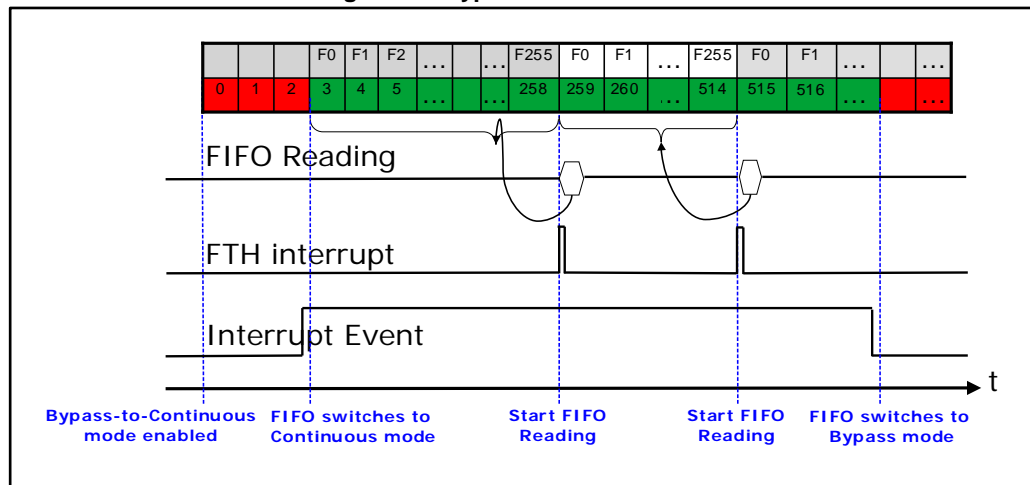 F0 F1 F2 ... ... F255 F0 F1 ... F255 F0 F1 ... ...
0 1 2 3 4 5 ... ... 258 259 260 ... 514 515 516 ... ...
FIFO Reading
FTH interrupt
Interrupt Event
t
Bypass-to-Continuous
mode enabled
FIFO switches to
Continuous mode
Start FIFO
Reading
Start FIFO
Reading
FIFO switches to
Bypass mode